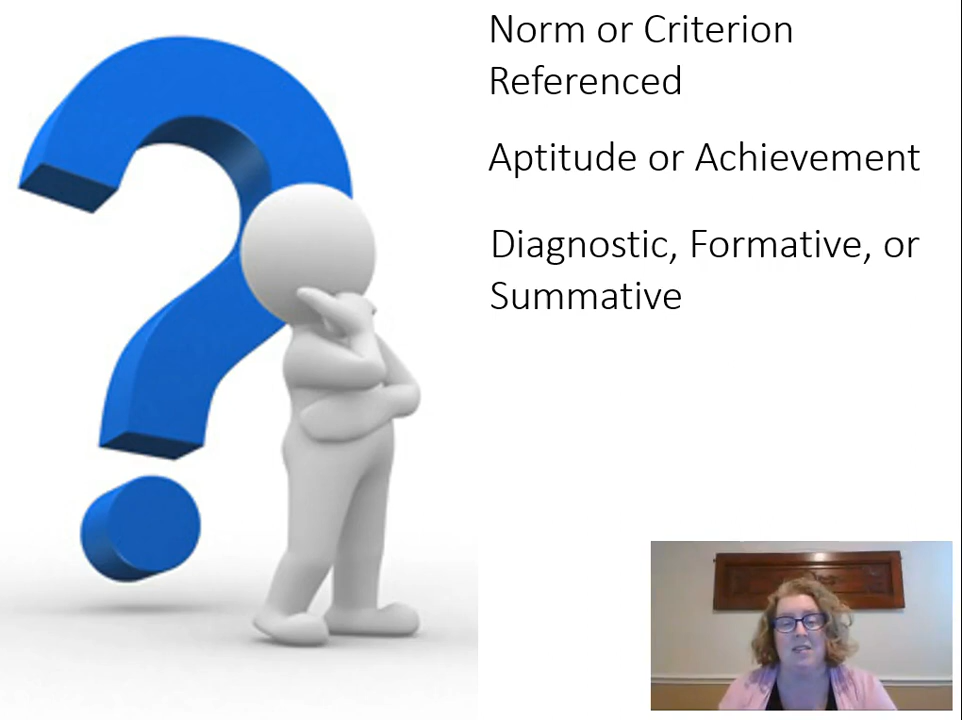 Norm or Criterion
Referenced
Aptitude or Achievement
Diagnostic, Formative, or
Summative